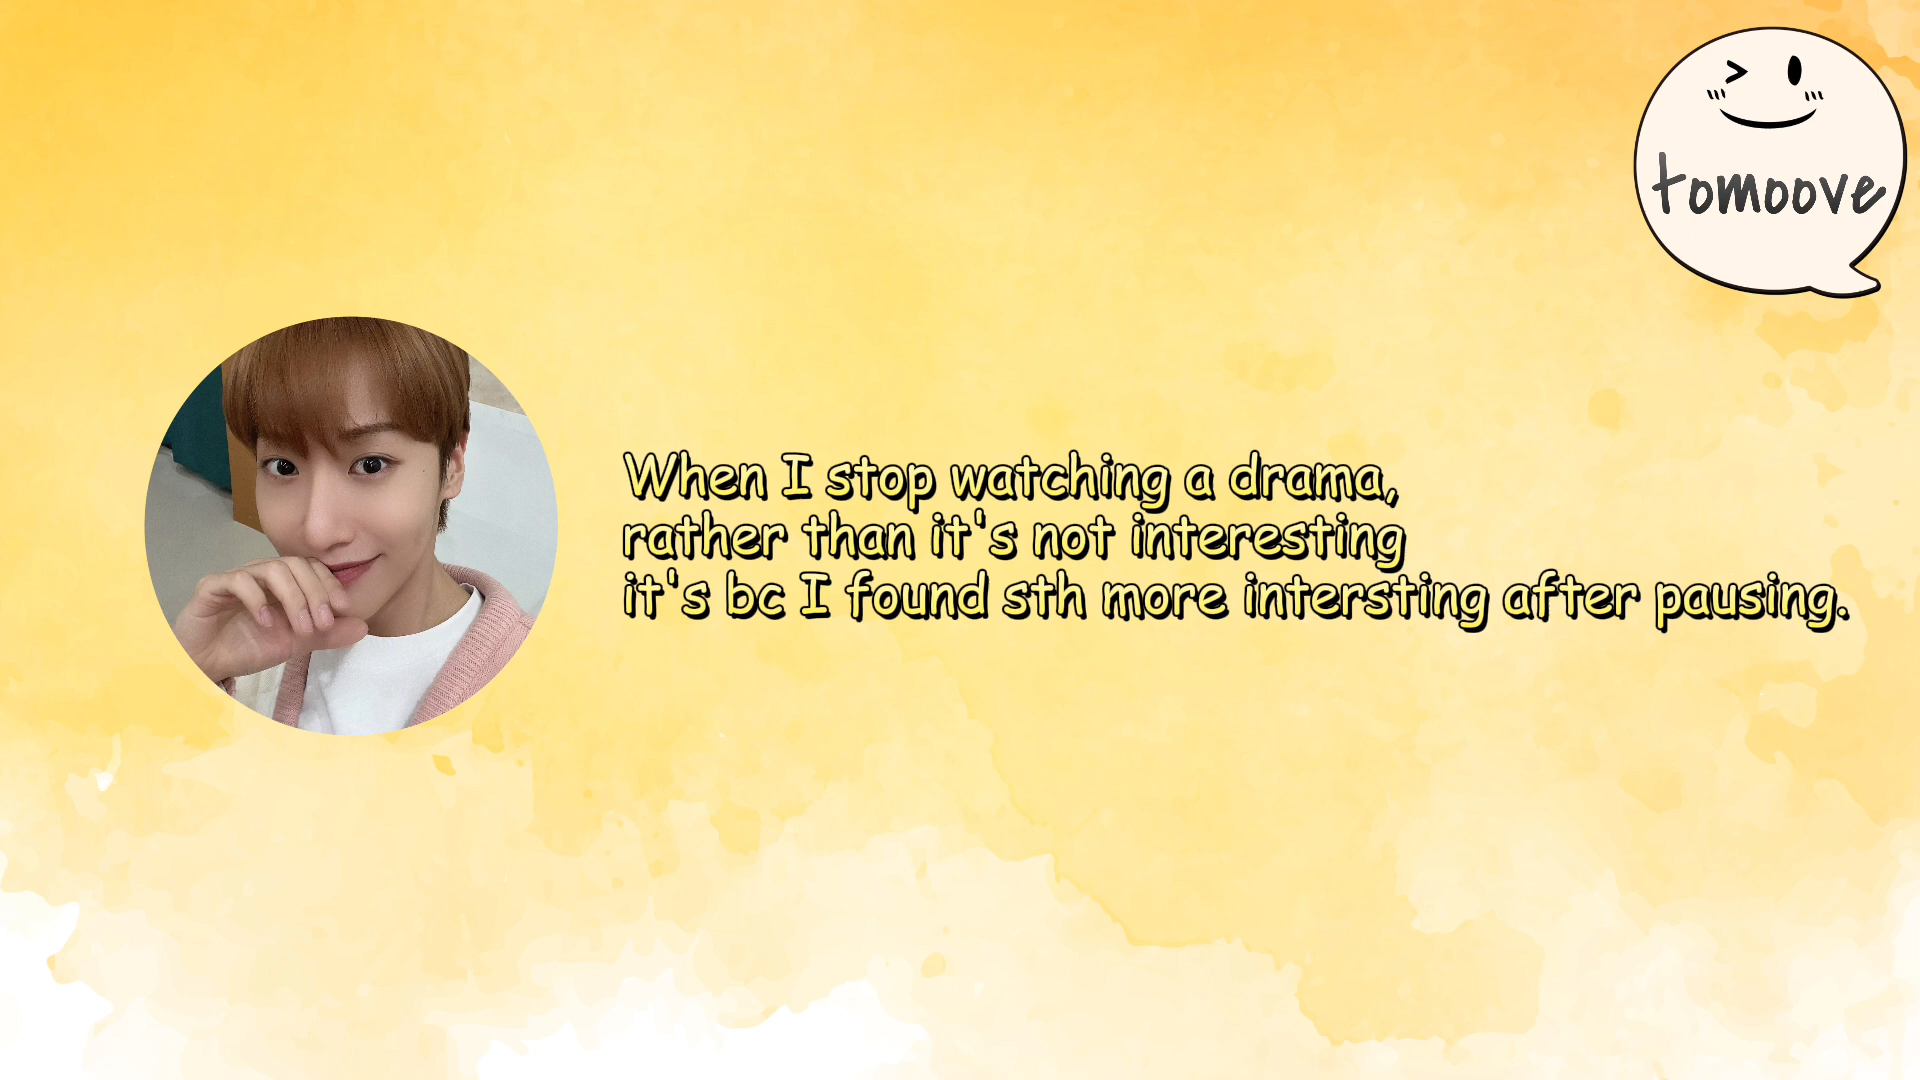 tomoove
When I stop watching a drama,
rather than it's not interesting
it's bc I found sth more intersting after pausing.